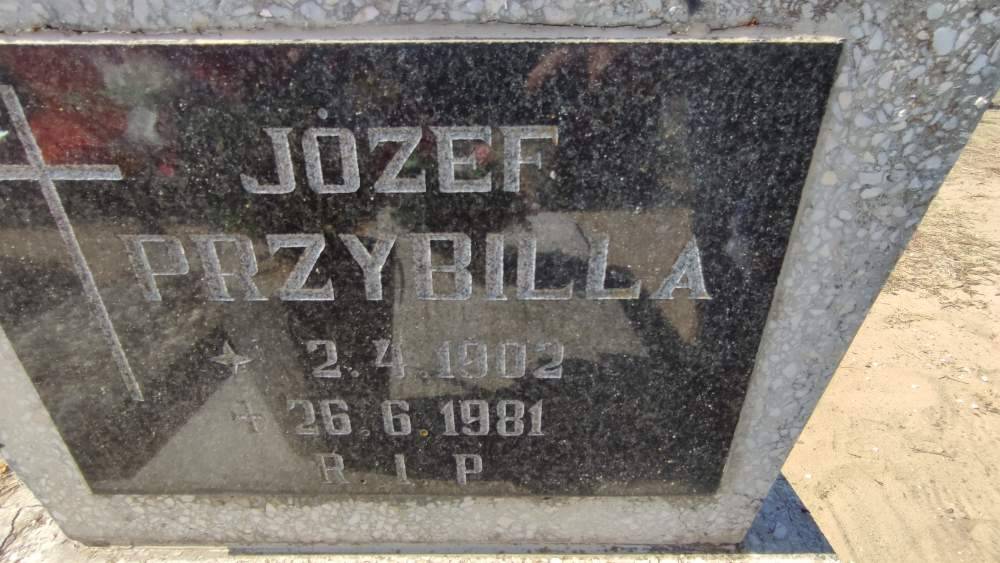 JÓZEF
PRZYBILLA
2.4.1902
26.6.1981
R I P